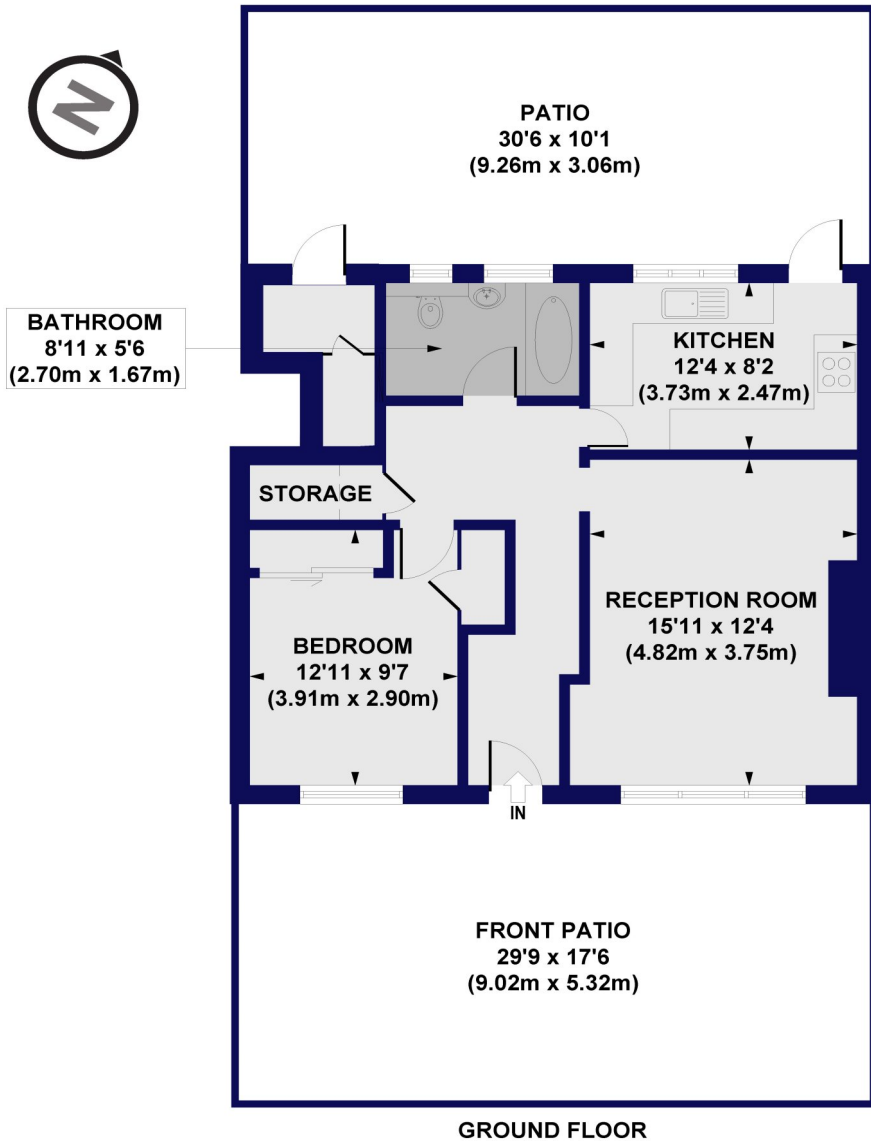 N
PATIO
30'6 x 10'1
(9.26m x 3.06m)
BATHROOM
8'11 x 5'6
(2.70m x 1.67m)
KITCHEN
12'4 x 8'2
(3.73m x 2.47m)
STORAGE
RECEPTION ROOM
15'11 x 12'4
(4.82m x 3.75m)
BEDROOM
12'11 x 9'7
(3.91m x 2.90m)
IN
FRONT PATIO
29'9 x 17'6
(9.02m x 5.32m)
GROUND FLOOR